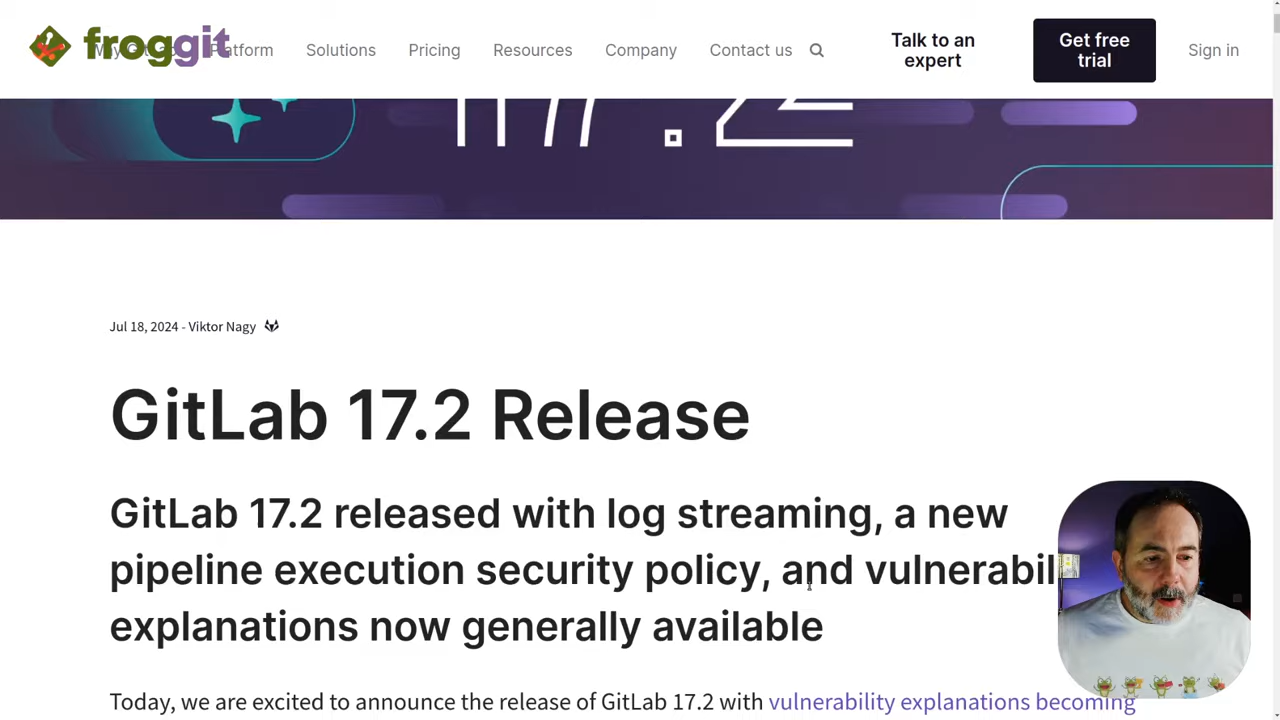 froggit
Platform
Solutions
Pricing
Resources
Company
Contact us
Talk to an
expert
Get free
trial
Sign in
17.2
Jul 18, 2024 - Viktor Nagy
GitLab 17.2 Release
GitLab 17.2 released with log streaming, a new
pipeline execution security policy, and vulnerabil
explanations now generally available
Today, we are excited to announce the release of GitLab 17.2 with vulnerability explanations becoming